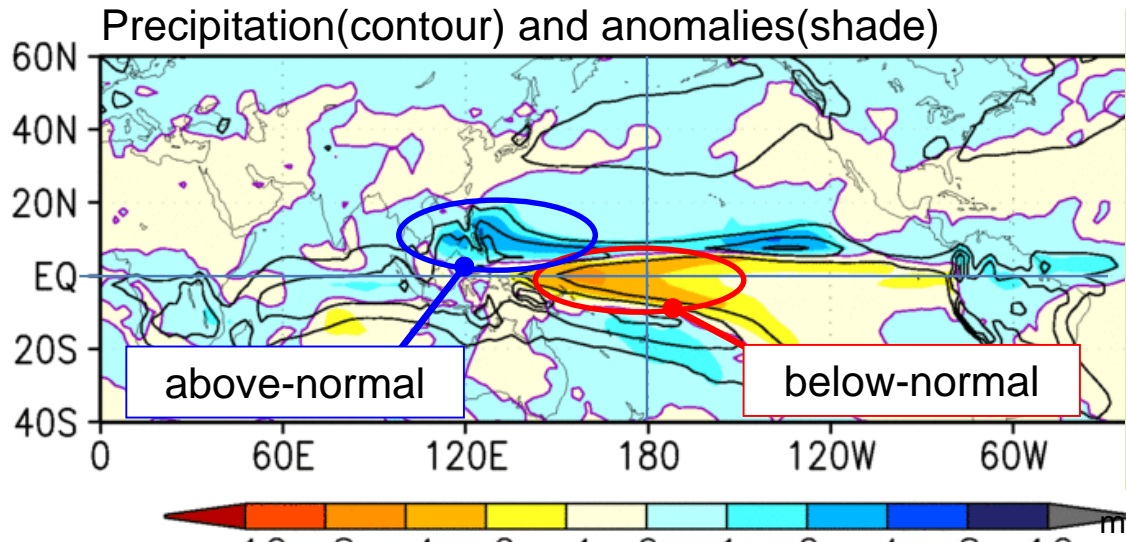 Precipitation(contour) and anomalies(shade)
60N
40N
20N
EQ
20S
40S
above-normal
below-normal
0 60E 120E 180 120W 60W
m